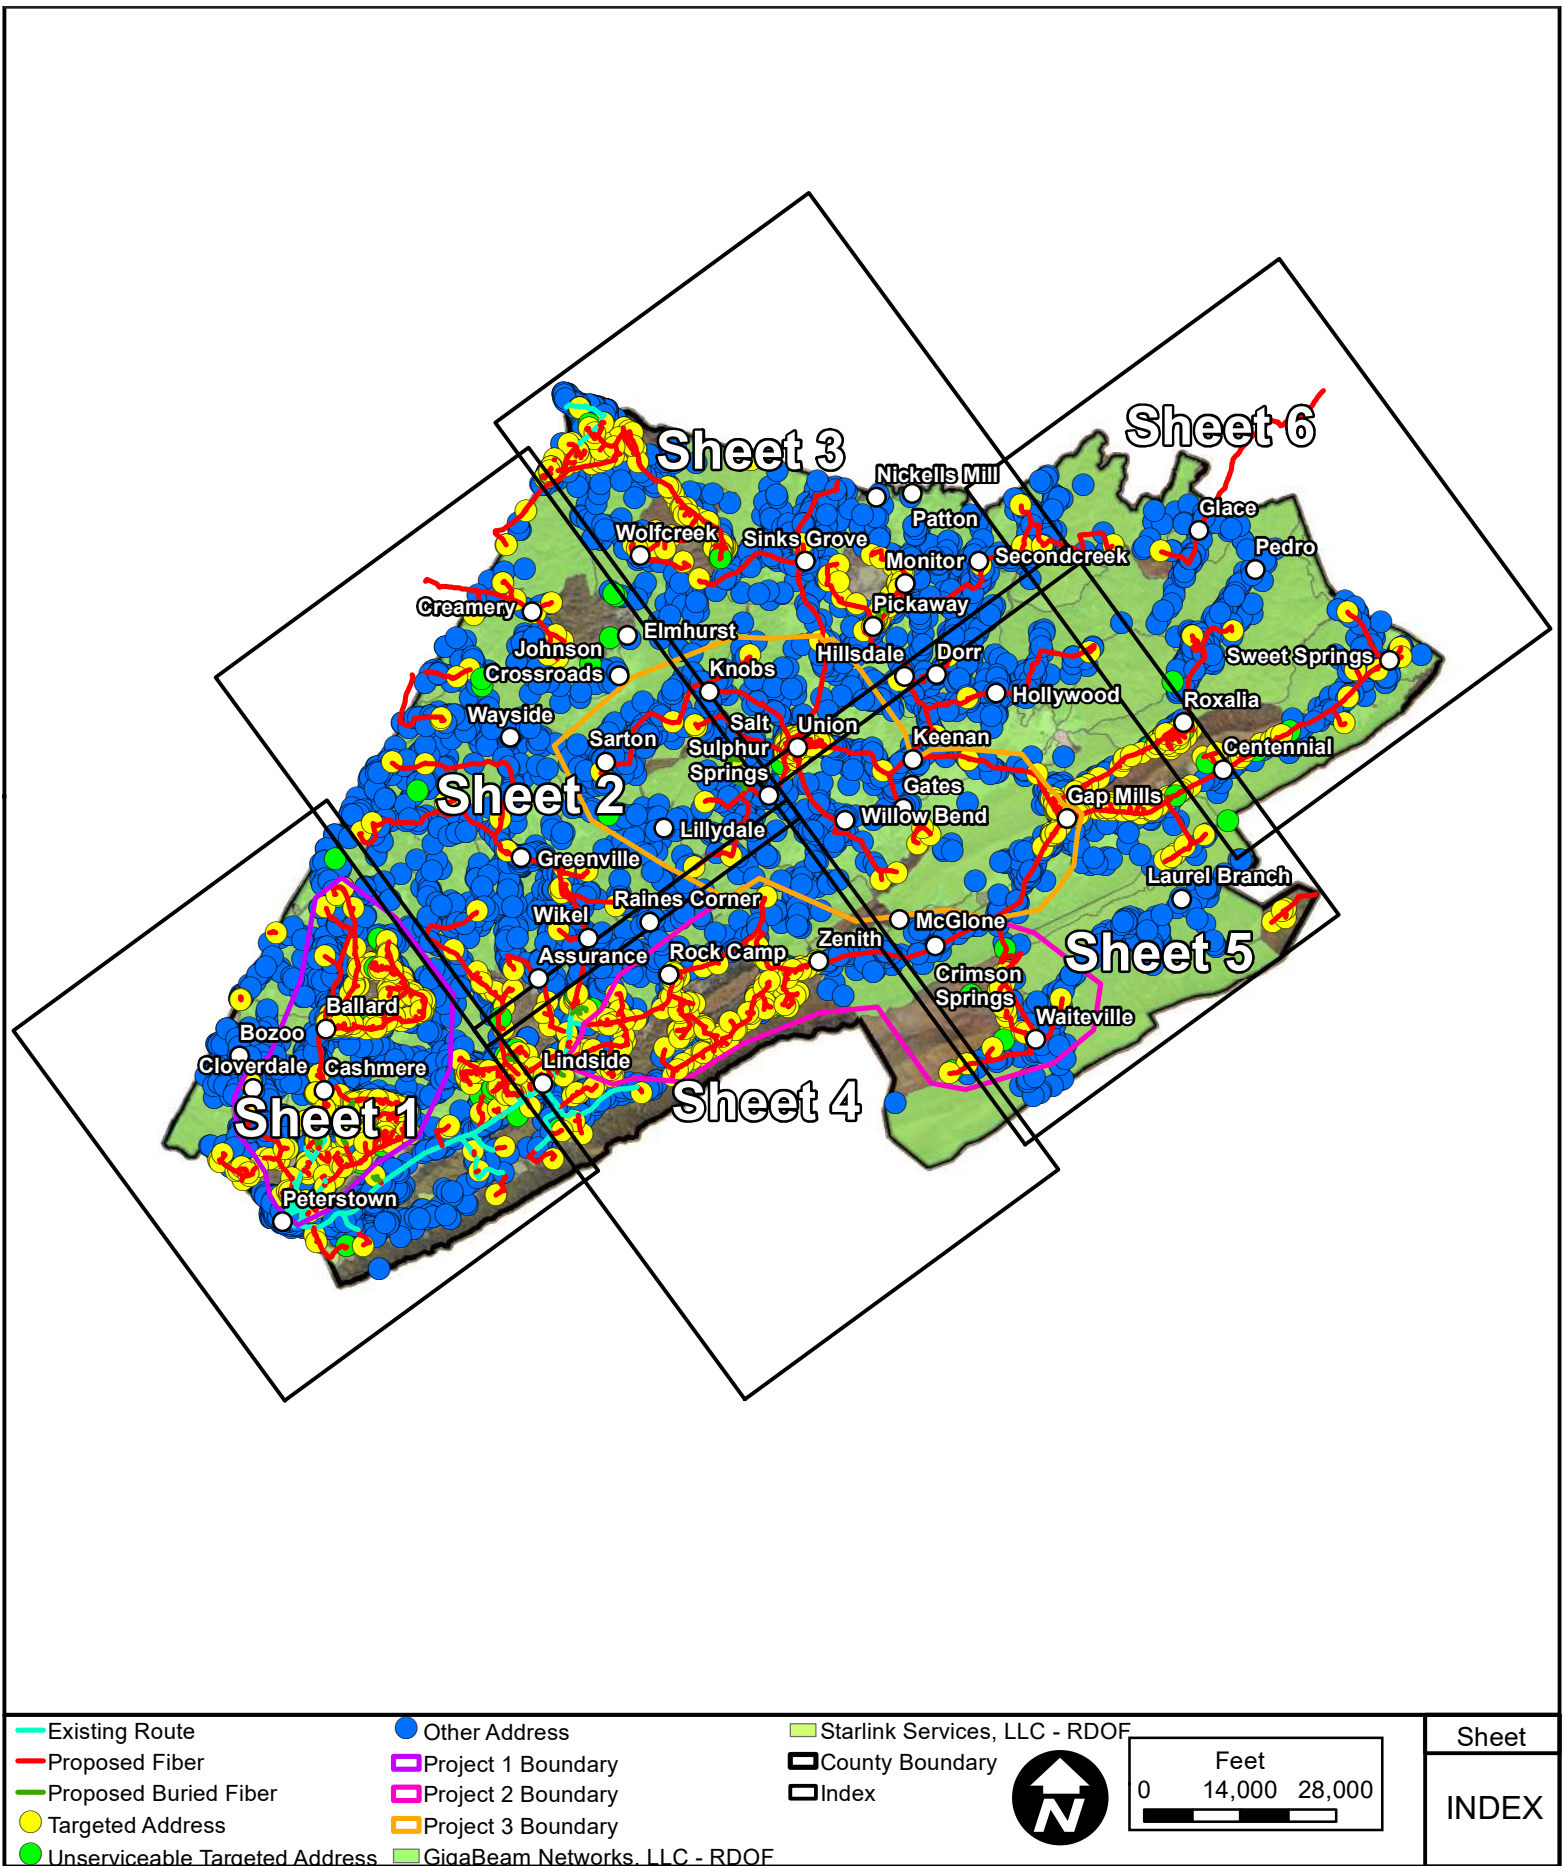 Sheet 6
Sheet 3
Nickells Mill
Patton
Glace
Wolfcreek
Sinks Grove
Monitor
Secondcreek
Pedro
Creamery
Pickaway
Elmhurst
Johnson
Crossroads
Hillsdale
Dorr
Sweet Springs
Knobs
Hollywood
Roxalia
Wayside
Salt
Sulphur
Springs
Union
Sarton
Keenan
Centennial
Sheet 2
Gates
Gap Mills
Willow Bend
Lillydale
Greenville
Laurel Branch
Raines Corner
Wikel
McGlone
Assurance
Rock Camp
Zenith
Sheet 5
Crimson
Springs
Ballard
Waiteville
Bozoo
Cloverdale
Cashmere
Lindside
Sheet 1
Sheet 4
Peterstown
Existing Route
Proposed Fiber
Proposed Buried Fiber
Targeted Address
Unserviceable Targeted Address
Other Address
Project 1 Boundary
Project 2 Boundary
Project 3 Boundary
GigaBeam Networks, LLC - RDOF
Starlink Services, LLC - RDOF
County Boundary
Index
N
Feet
0 14,000 28,000
Sheet
INDEX